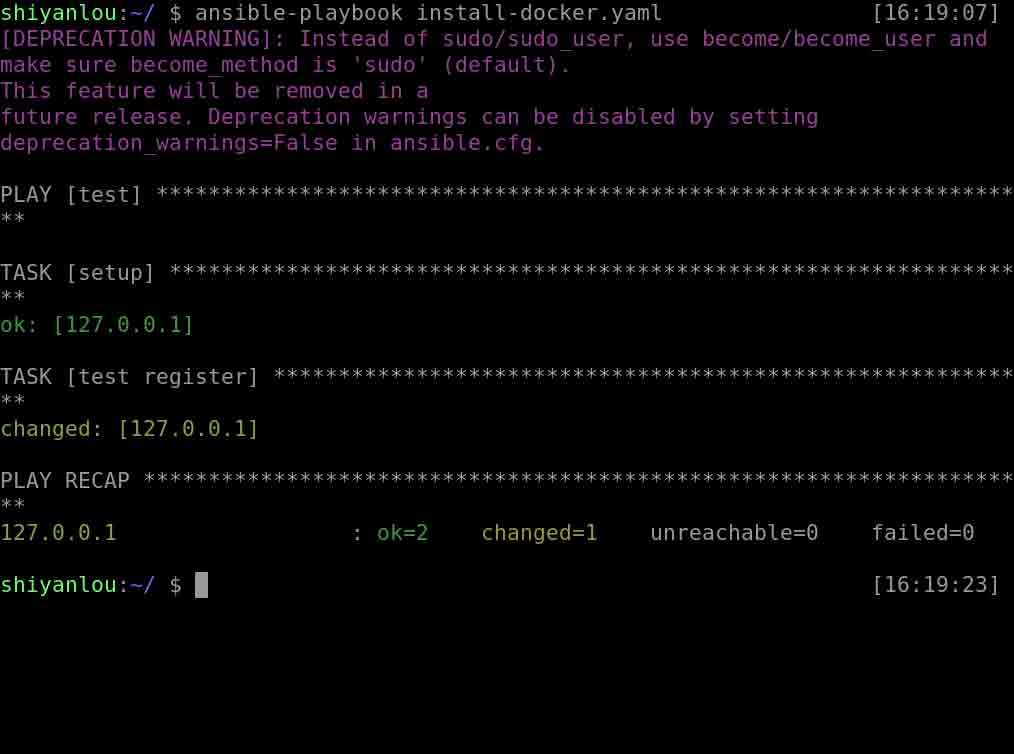 shiyanlou:~/ $ ansible-playbook install-docker.yaml                [16:19:07]
[DEPRECATION WARNING]: Instead of sudo/sudo_user, use become/become_user and
make sure become_method is 'sudo' (default).
This feature will be removed in a
future release. Deprecation warnings can be disabled by setting
deprecation_warnings=False in ansible.cfg.
PLAY [test] ******************************************************************
**
TASK [setup] *****************************************************************
**
ok: [127.0.0.1]
TASK [test register] *********************************************************
**
changed: [127.0.0.1]
PLAY RECAP *******************************************************************
**
127.0.0.1                  : ok=2    changed=1    unreachable=0    failed=0
shiyanlou:~/ $                                                     [16:19:23]